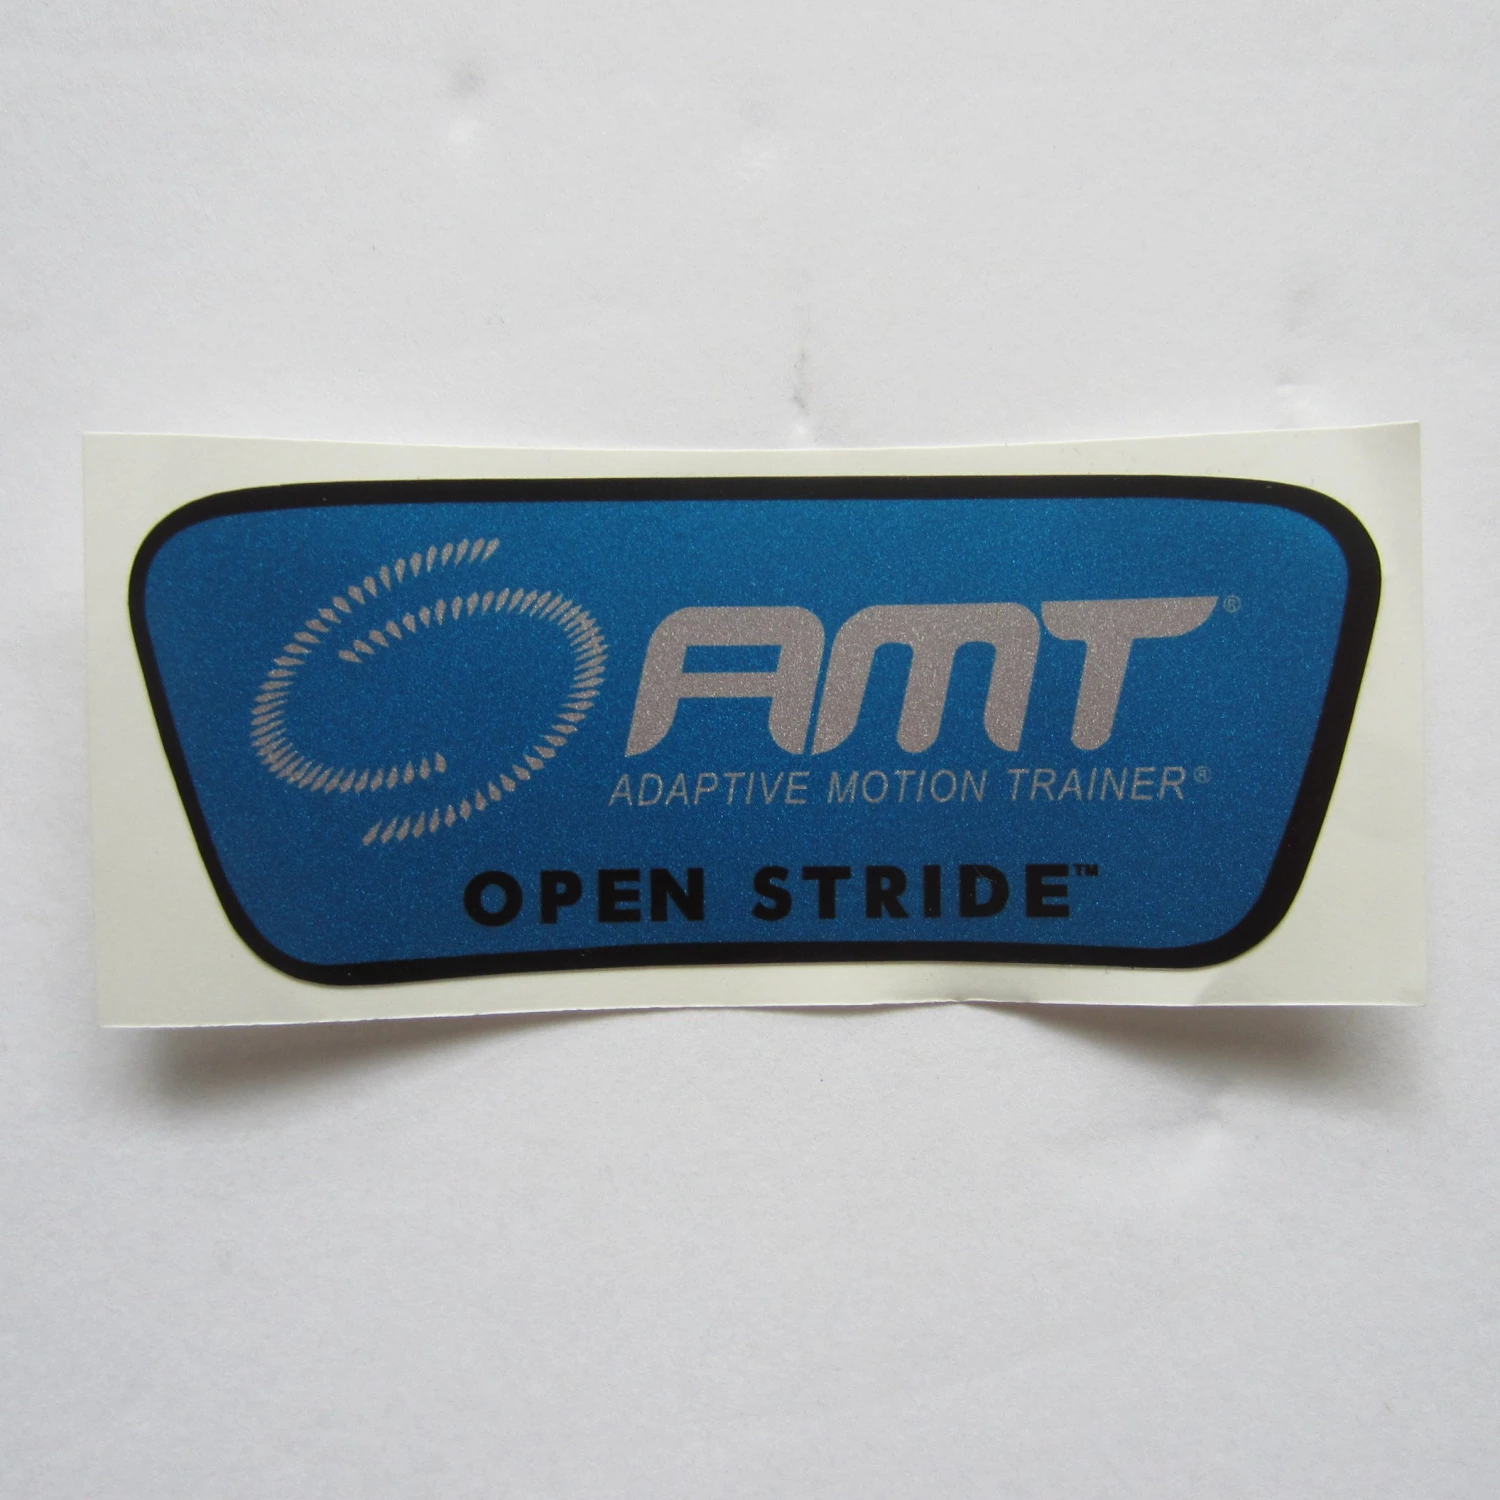 AMT®
ADAPTIVE MOTION TRAINER®
OPEN STRIDE™